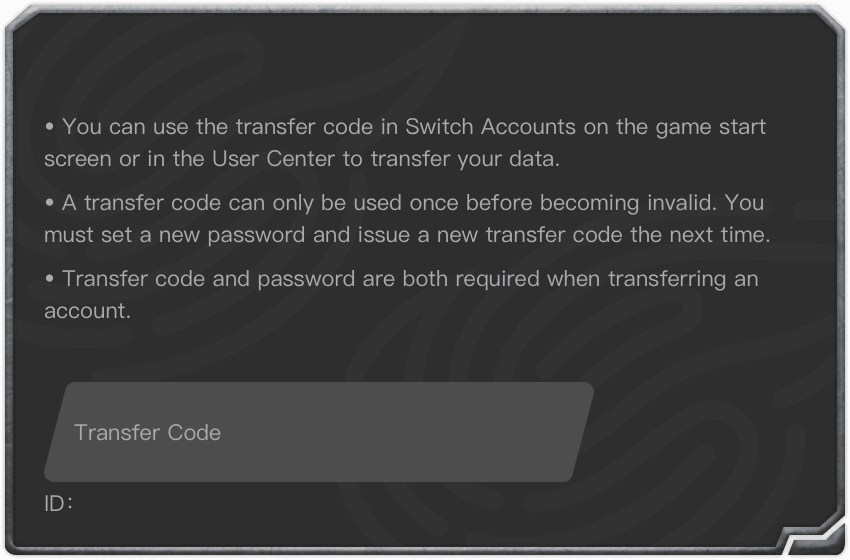 • You can use the transfer code in Switch Accounts on the game start
screen or in the User Center to transfer your data.
• A transfer code can only be used once before becoming invalid. You
must set a new password and issue a new transfer code the next time.
• Transfer code and password are both required when transferring an
account.
Transfer Code
ID: